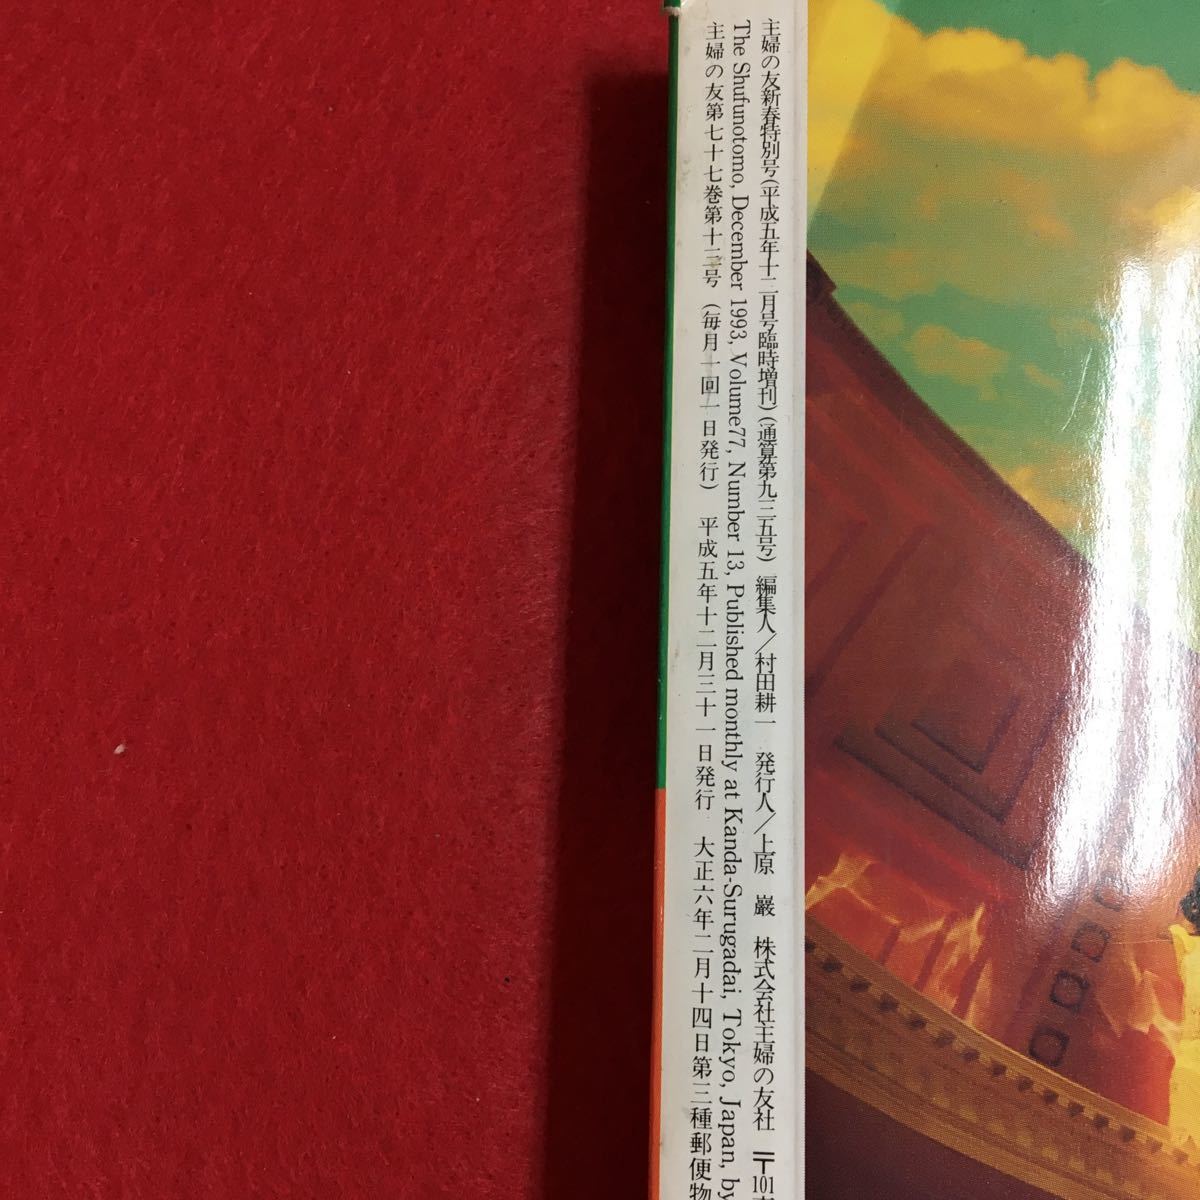 主婦の友新春特別号(平成五年十二月号臨時増刊)(通算第九三五号) 編集人/村田耕一 発行人/上原 巖 株式会社主婦の友社 〒101
The Shufunotomo, December 1993, Volume77, Number 13, Published monthly at Kanda-Surugadai, Tokyo, Japan, by
主婦の友第七十七巻第十三号 (毎月一回一日発行) 平成五年十二月三十一日発行 大正六年二月十四日第三種郵便物